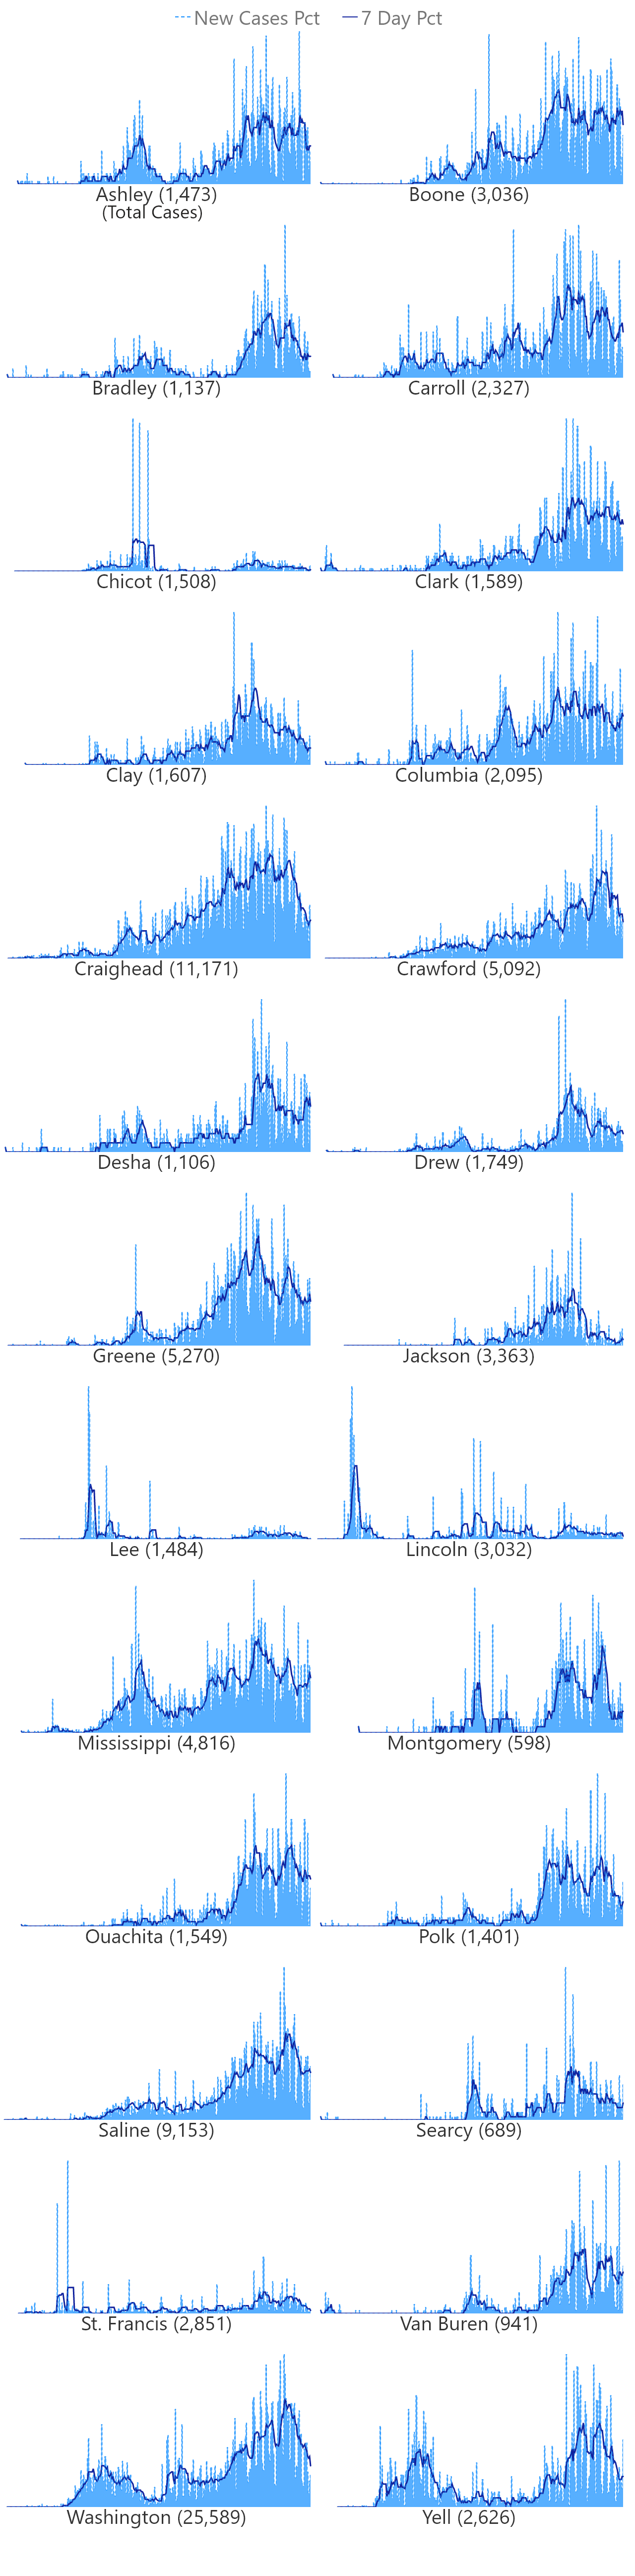 New Cases Pct 7 Day Pct
Ashley (1,473)
(Total Cases)
Boone (3,036)
Bradley (1,137)
Carroll (2,327)
Chicot (1,508)
Clark (1,589)
Clay (1,607)
Columbia (2,095)
Craighead (11,171)
Crawford (5,092)
Desha (1,106)
Drew (1,749)
Greene (5,270)
Jackson (3,363)
Lee (1,484)
Lincoln (3,032)
Mississippi (4,816)
Montgomery (598)
Ouachita (1,549)
Polk (1,401)
Saline (9,153)
Searcy (689)
St. Francis (2,851)
Van Buren (941)
Washington (25,589)
Yell (2,626)